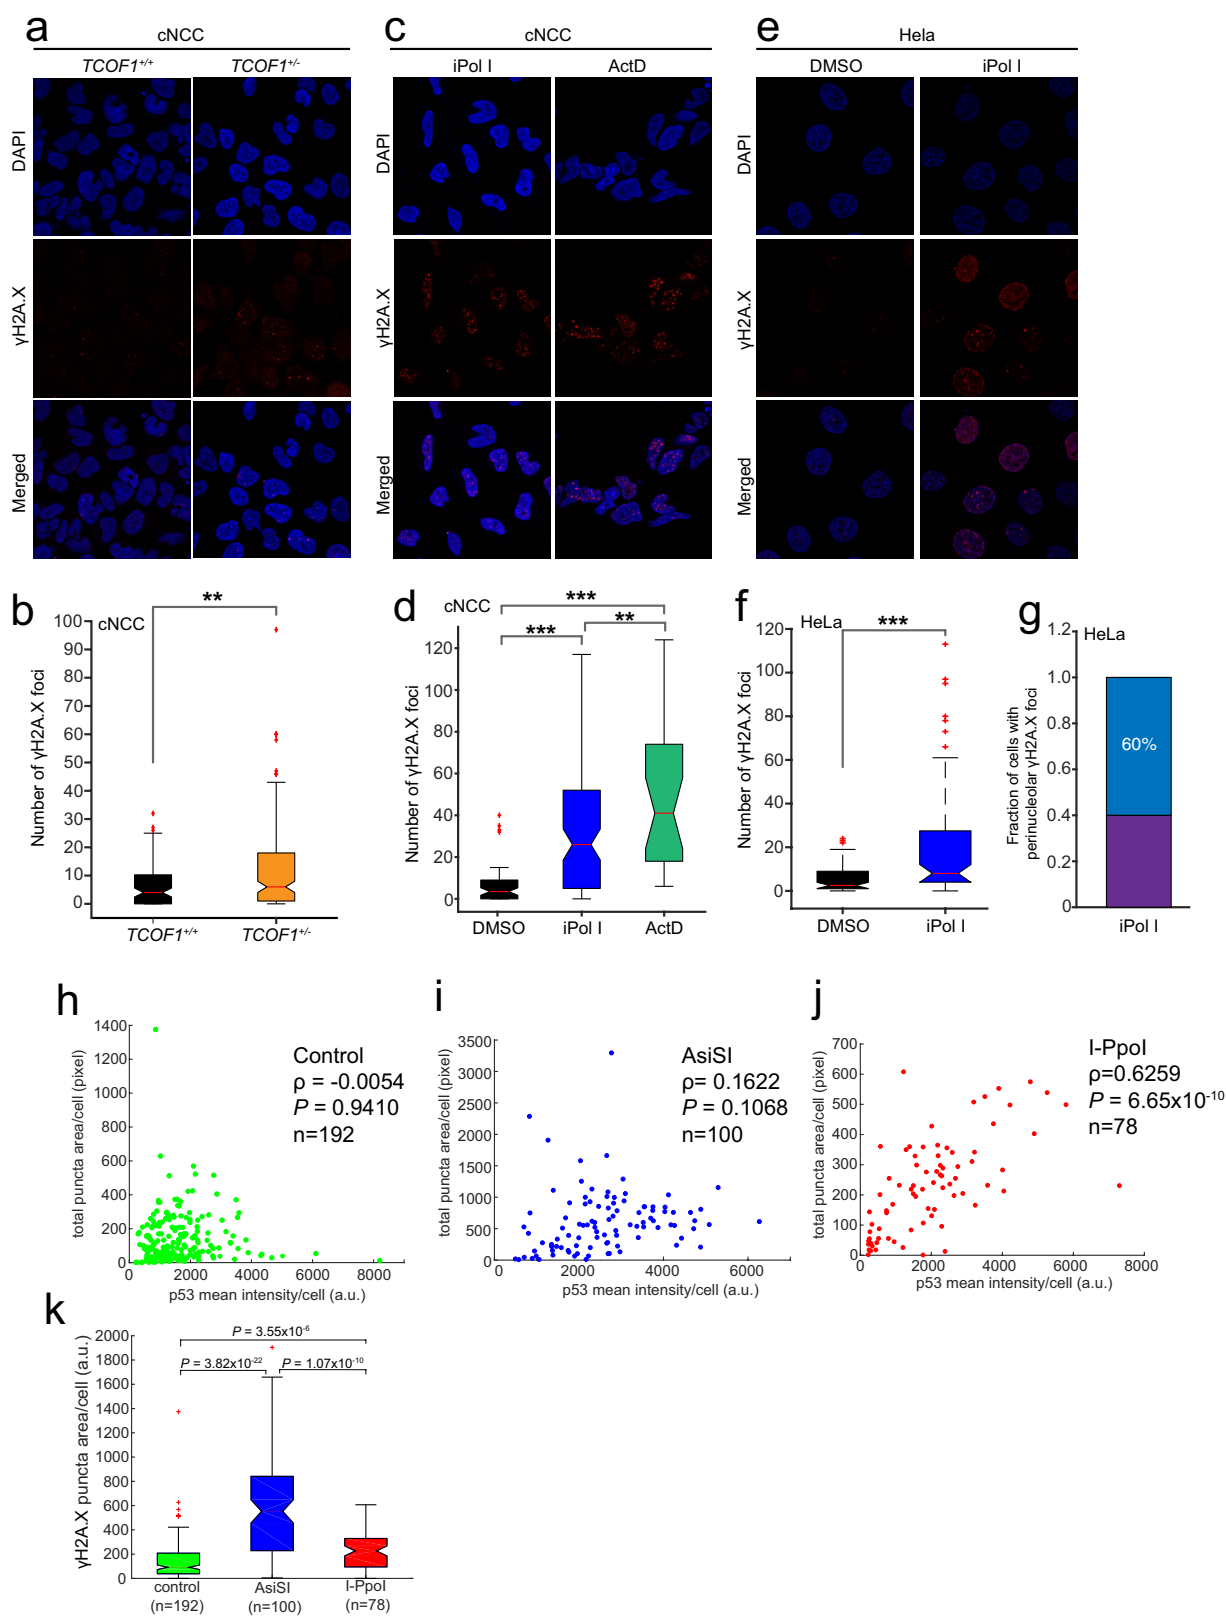 a
cNCC
TCOF1+/+
TCOF1+/-
DAPI
γH2A.X
Merged
c
cNCC
iPol I
ActD
DAPI
γH2A.X
Merged
e
Hela
DMSO
iPol I
DAPI
γH2A.X
Merged
b
cNCC
**
Number of γH2A.X foci
100
90
80
70
60
50
40
30
20
10
0
TCOF1+/+
TCOF1+/-
d
cNCC
***
***
**
Number of γH2A.X foci
120
100
80
60
40
20
0
DMSO
iPol I
ActD
f
HeLa
***
Number of γH2A.X foci
120
100
80
60
40
20
0
DMSO
iPol I
g
HeLa
Fraction of cells with
perinucleolar γH2A.X foci
1.2
1.0
0.8
0.6
0.4
0.2
0
60%
iPol I
h
Control
ρ = -0.0054
P = 0.9410
n=192
total puncta area/cell (pixel)
1400
1200
1000
800
600
400
200
0
0
2000
4000
6000
8000
p53 mean intensity/cell (a.u.)
i
AsiSI
ρ= 0.1622
P = 0.1068
n=100
total puncta area/cell (pixel)
3500
3000
2500
2000
1500
1000
500
0
0
2000
4000
6000
p53 mean intensity/cell (a.u.)
j
I-PpoI
ρ=0.6259
P = 6.65x10-10
n=78
total puncta area/cell (pixel)
700
600
500
400
300
200
100
0
0
2000
4000
6000
8000
p53 mean intensity/cell (a.u.)
k
P = 3.55x10-6
P = 3.82x10-22
P = 1.07x10-10
γH2A.X puncta area/cell (a.u.)
2000
1800
1600
1400
1200
1000
800
600
400
200
0
control
(n=192)
AsiSI
(n=100)
I-PpoI
(n=78)